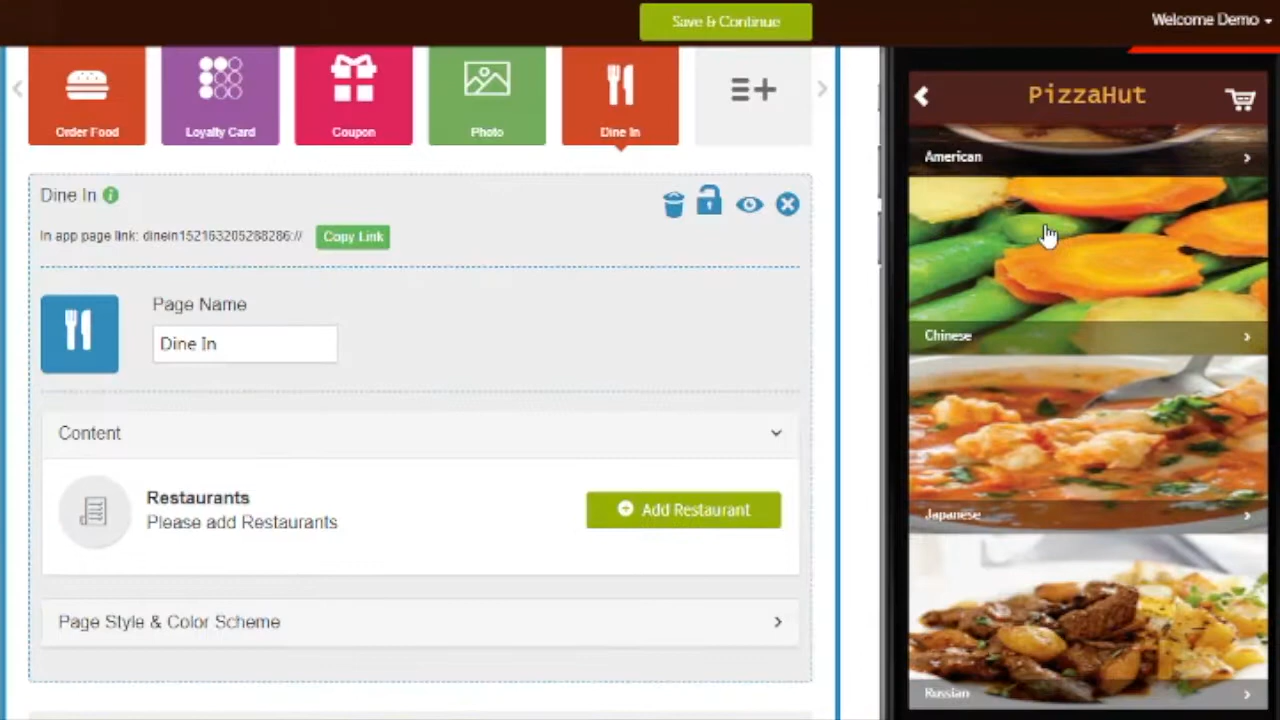 Save & Continue
Welcome Demo
Order Food
Loyalty Card
Coupon
Photo
Dine In
Dine In
In app page link: dinein152163205288286://
Copy Link
Page Name
Dine In
Content
Restaurants
Please add Restaurants
Add Restaurant
Page Style & Color Scheme
PizzaHut
American
Chinese
Japanese
Russian